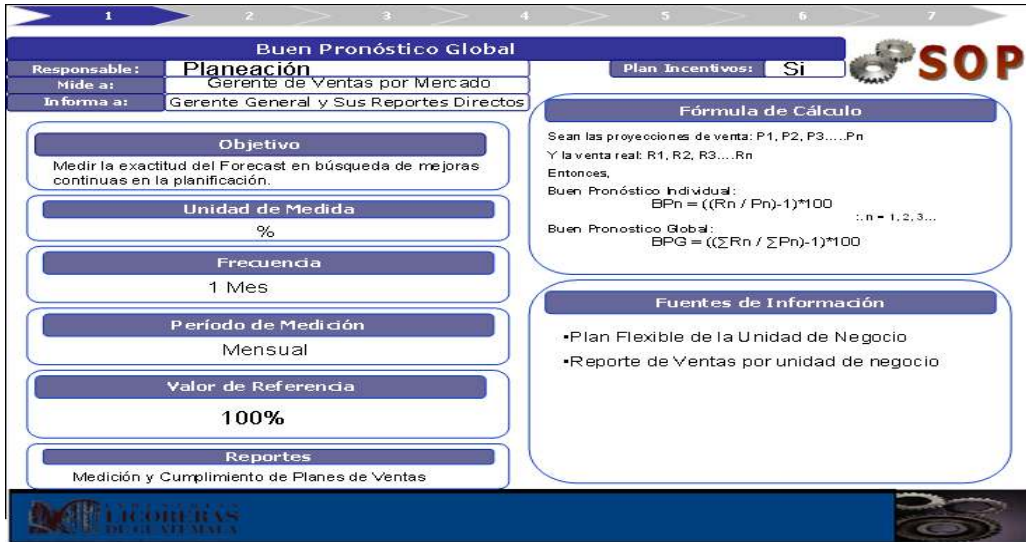 1 2 3 4 5 6 7
Buen Pronóstico Global
SOP
Responsable: Planeación
Plan Incentivos: Si
Mide a: Gerente de Ventas por Mercado
Informa a: Gerente General y Sus Reportes Directos
Objetivo
Medir la exactitud del Forecast en búsqueda de mejoras
continuas en la planificación.
Unidad de Medida
%
Frecuencia
1 Mes
Período de Medición
Mensual
Valor de Referencia
100%
Reportes
Medición y Cumplimiento de Planes de Ventas
Fórmula de Cálculo
Sean las proyecciones de venta: P1, P2, P3.....Pn
Y la venta real: R1, R2, R3....Rn
Entonces,
Buen Pronóstico Individual:
BPn = ((Rn / Pn)-1)*100
:. n = 1, 2, 3...
Buen Pronostico Global:
BPG = ((∑Rn / ∑Pn)-1)*100
Fuentes de Información
•Plan Flexible de la Unidad de Negocio
•Reporte de Ventas por unidad de negocio
LICORERAS
DE GUATEMALA